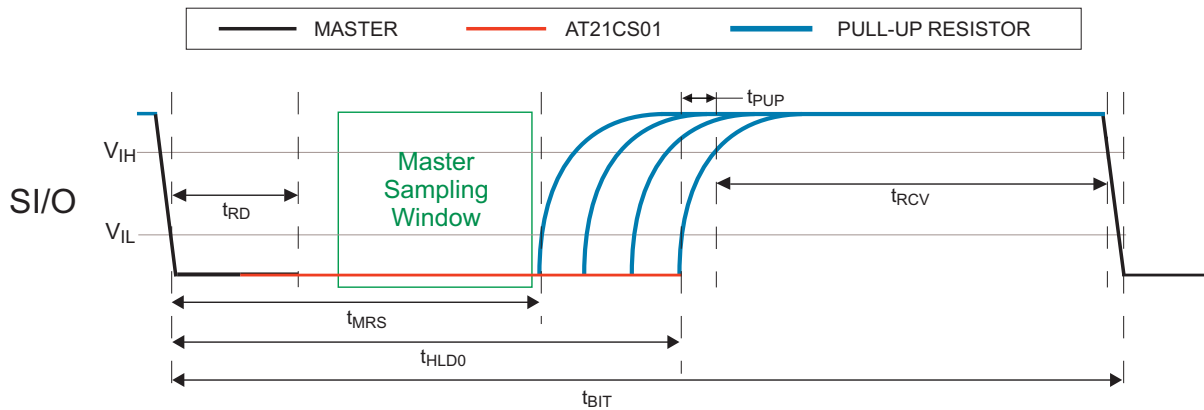 MASTER AT21CS01 PULL-UP RESISTOR
tPUP
VIH
Master
Sampling
Window
SI/O
tRD
tRCV
VIL
tMRS
tHLD0
tBIT